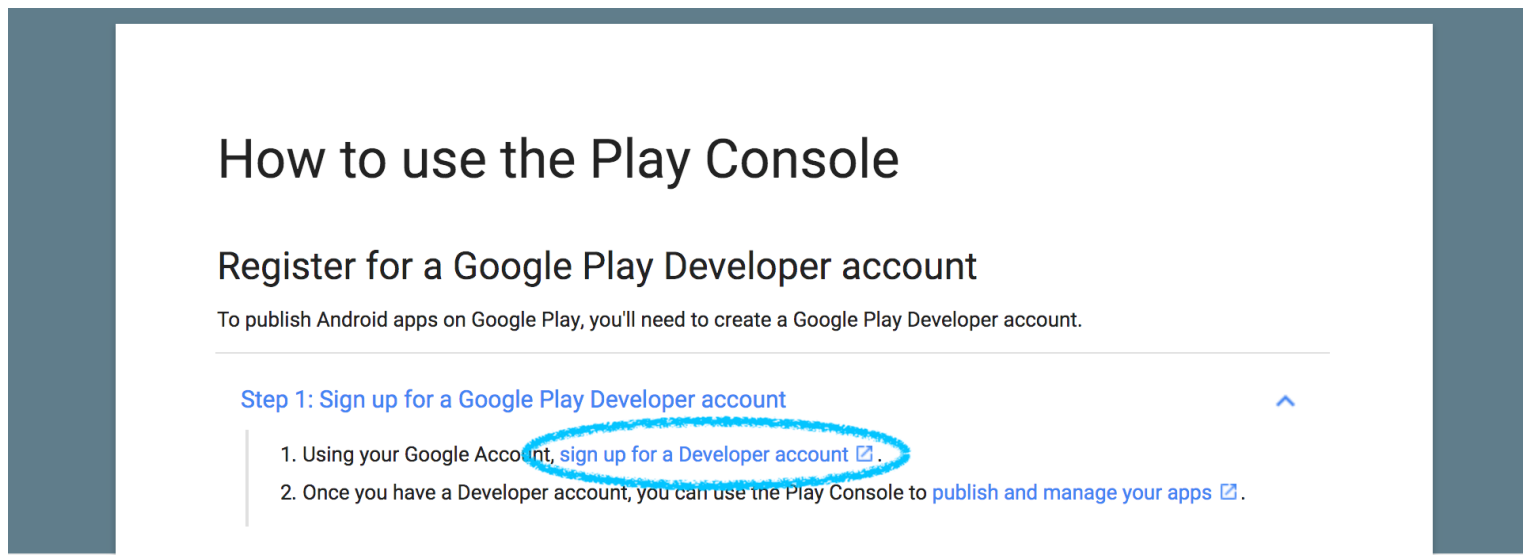 How to use the Play Console
Register for a Google Play Developer account
To publish Android apps on Google Play, you'll need to create a Google Play Developer account.
Step 1: Sign up for a Google Play Developer account
1. Using your Google Account, sign up for a Developer account .
2. Once you have a Developer account, you can use the Play Console to publish and manage your apps .